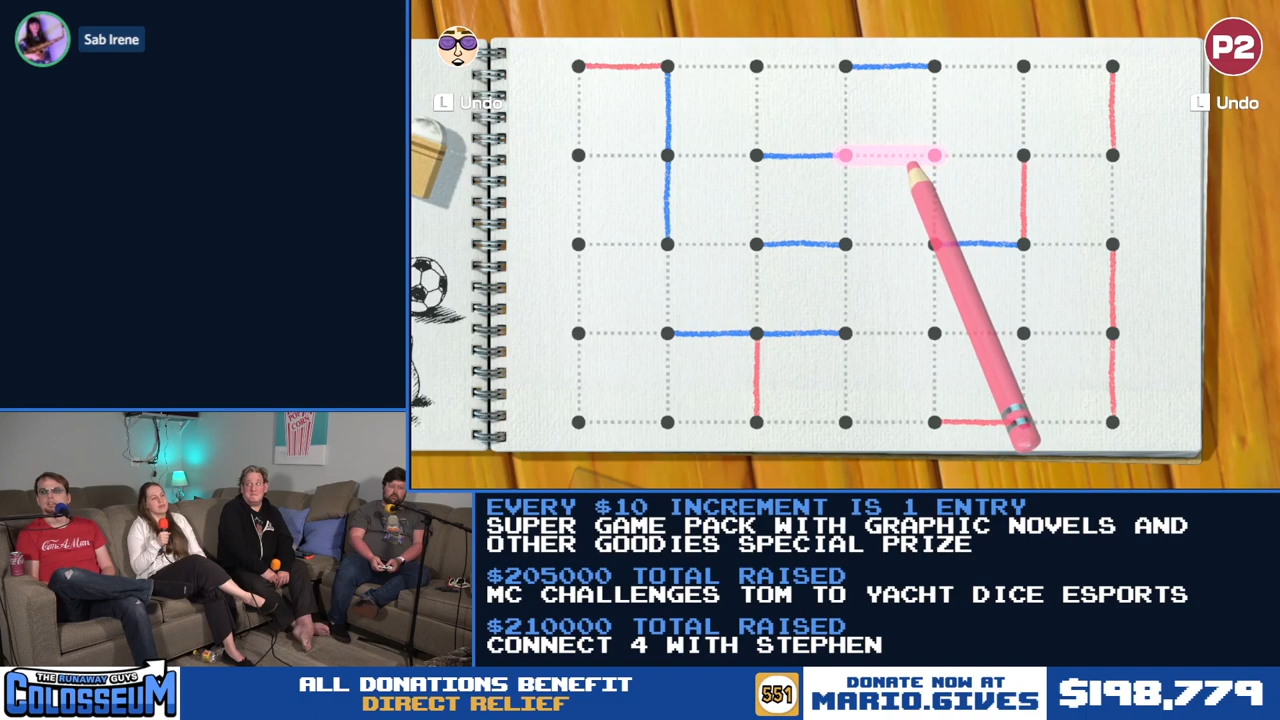 Sab Irene
P2
L Undo
L Undo
POPCORN
EVERY $10 INCREMENT IS 1 ENTRY
SUPER GAME PACK WITH GRAPHIC NOVELS AND
OTHER GOODIES SPECIAL PRIZE
$205000 TOTAL RAISED
MC CHALLENGES TOM TO YACHT DICE ESPORTS
$210000 TOTAL RAISED
CONNECT 4 WITH STEPHEN
THE RUNAWAY GUYS
COLOSSEUM
ALL DONATIONS BENEFIT
DIRECT RELIEF
551
DONATE NOW AT
MARIO.GIVES
$198,779